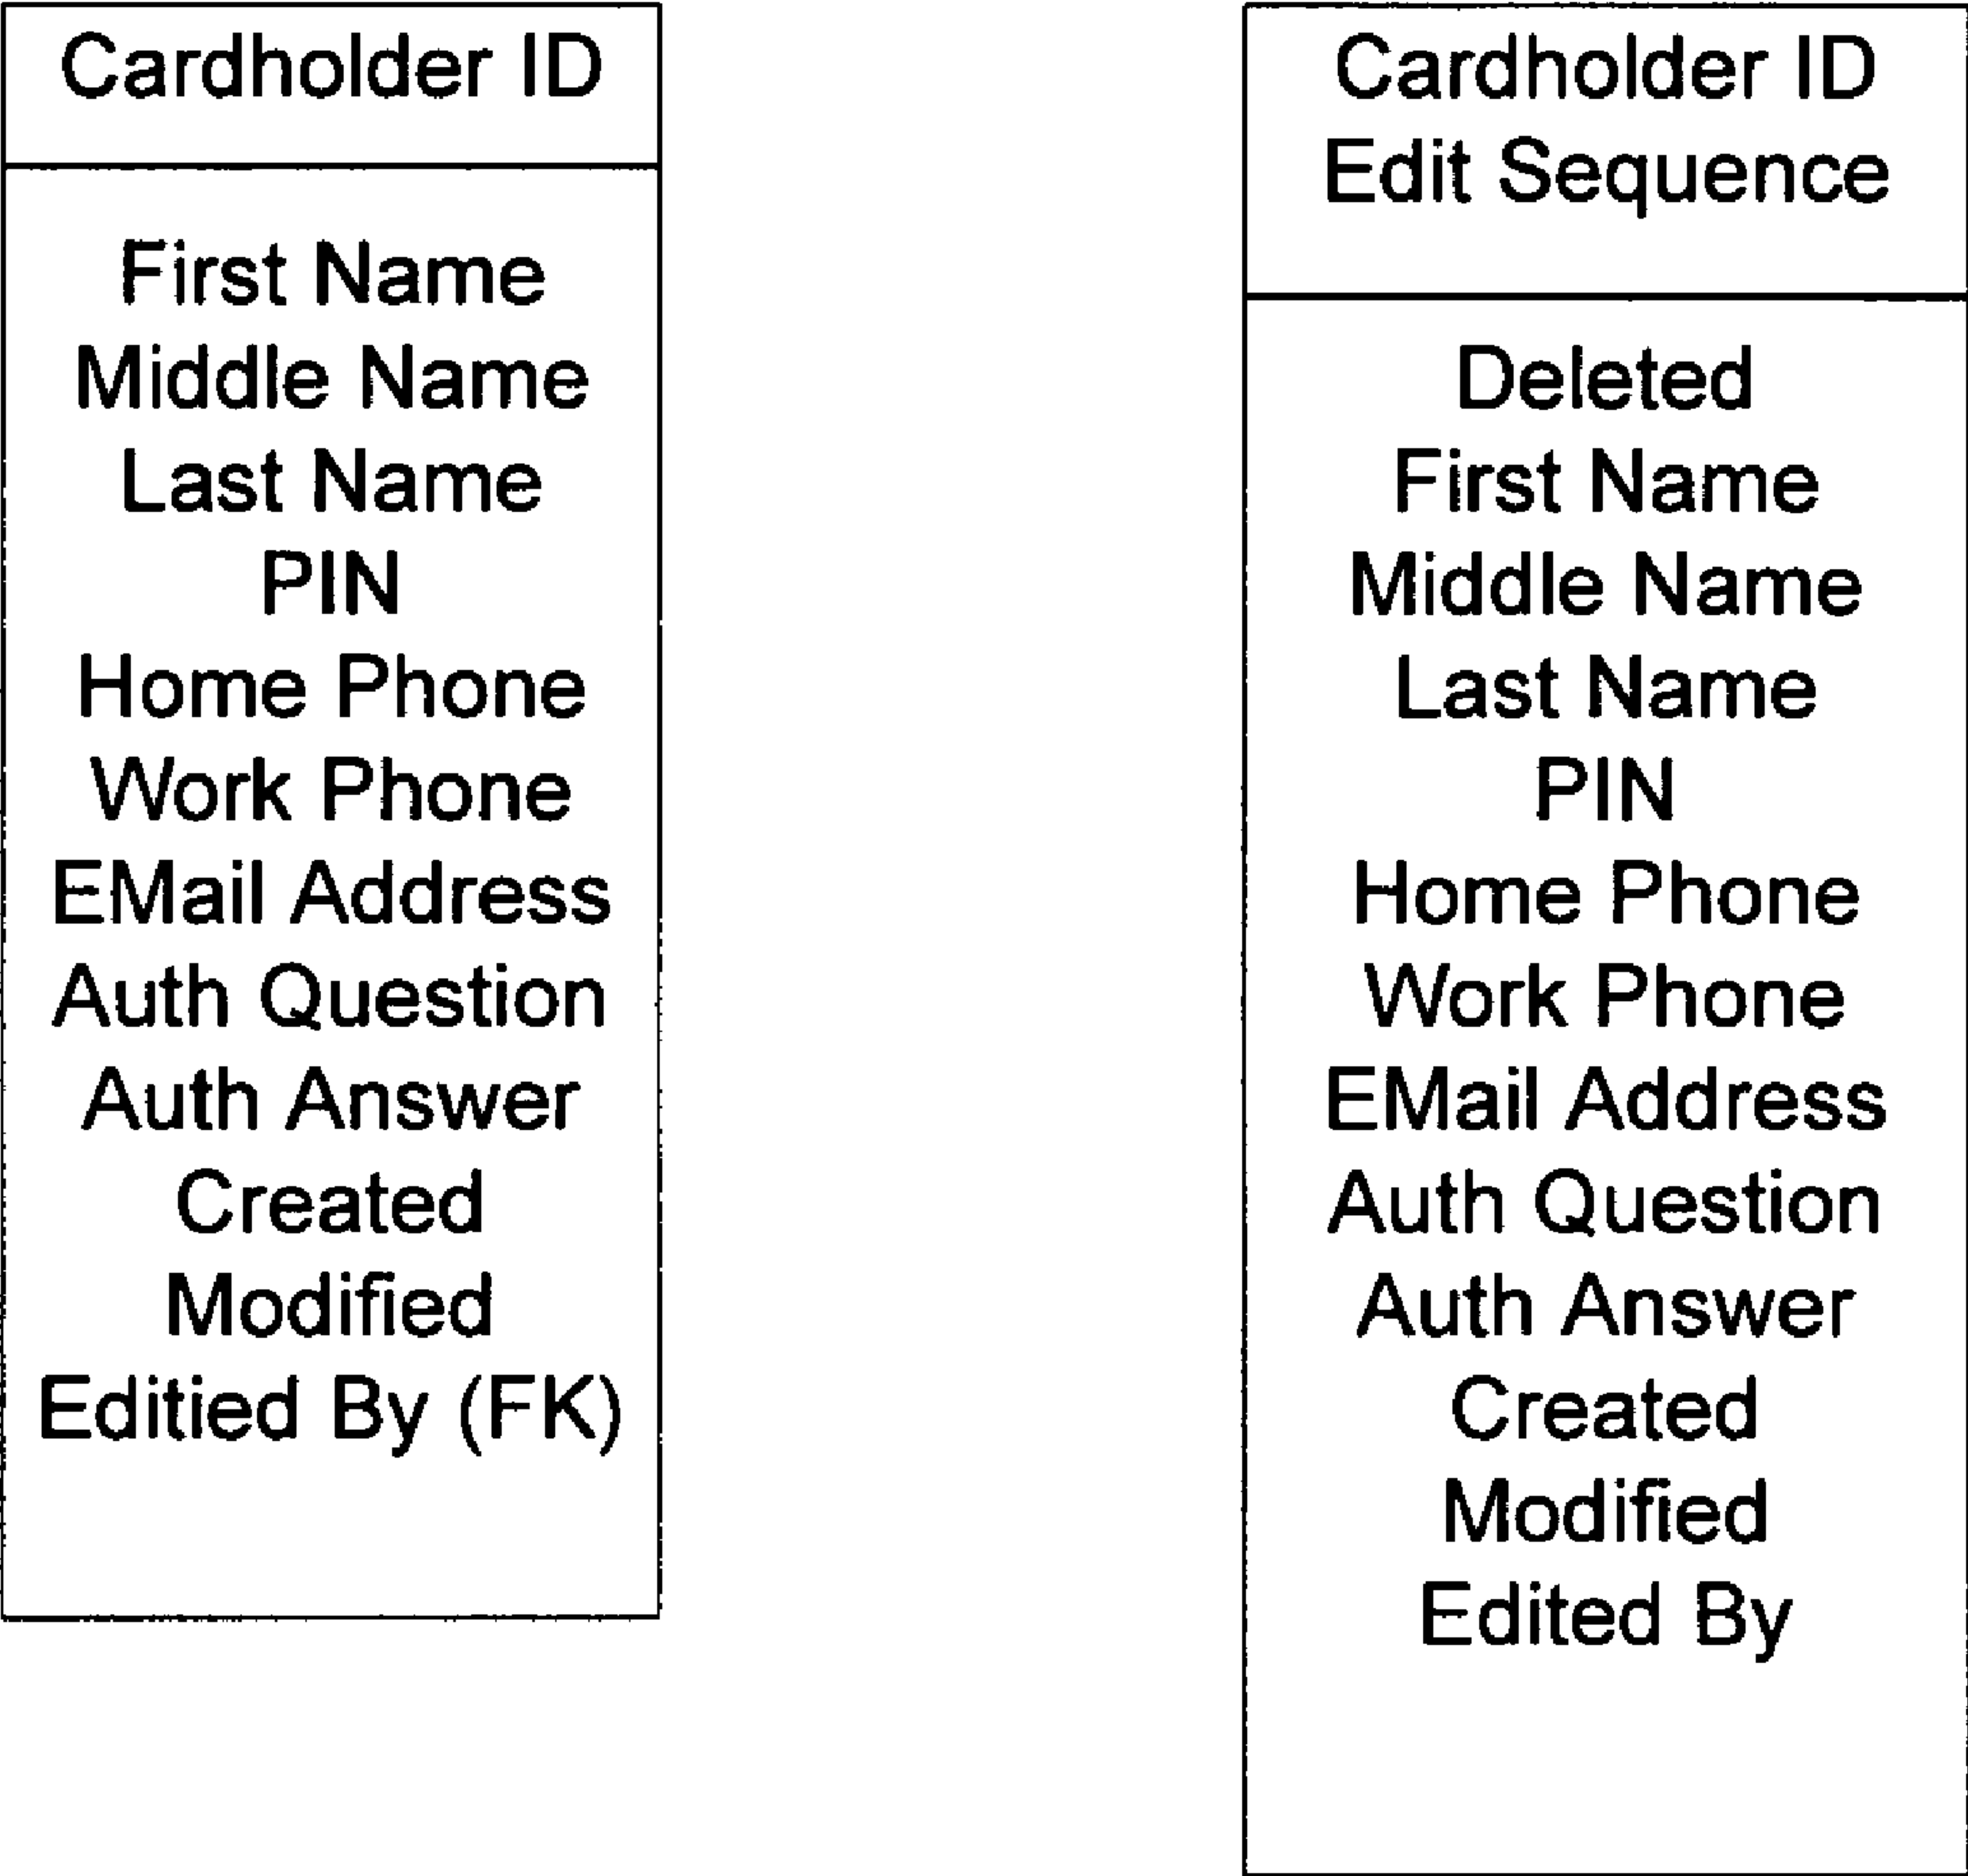 Cardholder ID
First Name
Middle Name
Last Name
PIN
Home Phone
Work Phone
EMail Address
Auth Question
Auth Answer
Created
Modified
Editied By (FK)
Cardholder ID
Edit Sequence
Deleted
First Name
Middle Name
Last Name
PIN
Home Phone
Work Phone
EMail Address
Auth Question
Auth Answer
Created
Modified
Edited By